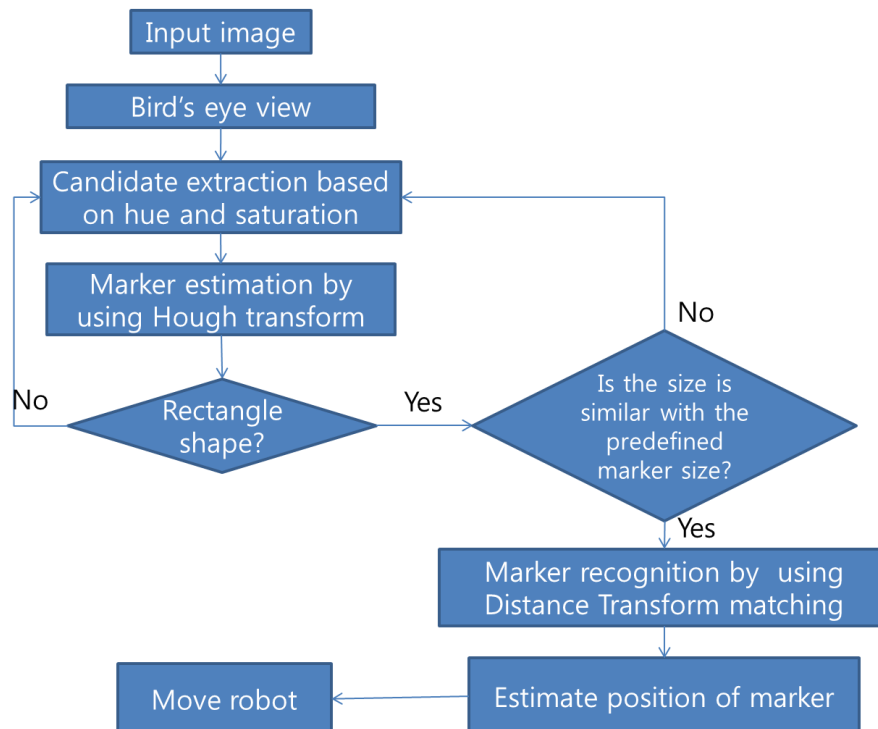 Input image
Bird's eye view
Candidate extraction based
on hue and saturation
Marker estimation by
using Hough transform
No
Rectangle
shape?
Yes
No
Is the size is
similar with the
predefined
marker size?
Yes
Marker recognition by using
Distance Transform matching
Estimate position of marker
Move robot